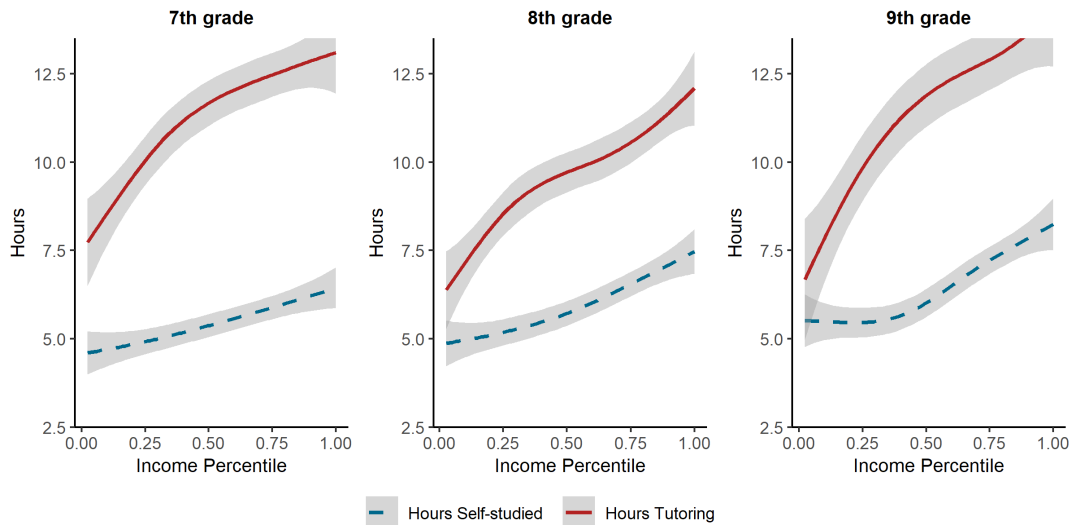 7th grade
8th grade
9th grade
Hours
12.5
10.0
7.5
5.0
2.5
0.00 0.25 0.50 0.75 1.00
Income Percentile
Hours
12.5
10.0
7.5
5.0
2.5
0.00 0.25 0.50 0.75 1.00
Income Percentile
Hours
12.5
10.0
7.5
5.0
2.5
0.00 0.25 0.50 0.75 1.00
Income Percentile
Hours Self-studied
Hours Tutoring